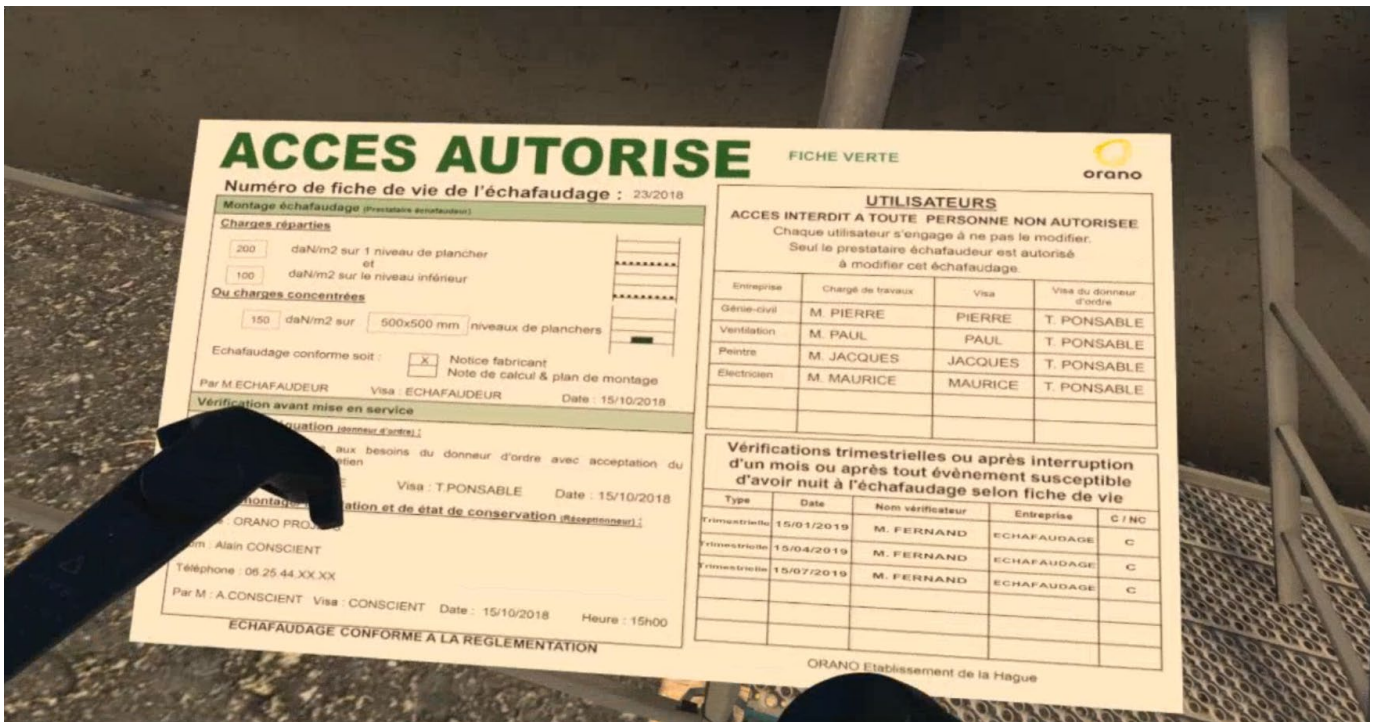 ACCES AUTORISE
FICHE VERTE
orano
Numéro de fiche de vie de l'échafaudage : 23/2018
Montage échafaudage (Prestataire échafaudeur)
Charges réparties
200 daN/m2 sur 1 niveau de plancher
et
100 daN/m2 sur le niveau inférieur
Ou charges concentrées
150 daN/m2 sur 500x500 mm niveaux de planchers
Echafaudage conforme soit : X Notice fabricant
Note de calcul & plan de montage
Par M.ECHAFAUDEUR Visa : ECHAFAUDEUR Date : 15/10/2018
Vérification avant mise en service
quation (donneur d'ordre) :
aux besoins du donneur d'ordre avec acceptation du
tien
E Visa : T.PONSABLE Date : 15/10/2018
montage ation et de état de conservation (Réceptionneur) :
: ORANO PROJETS
om : Alain CONSCIENT
Téléphone : 06.25.44.XX.XX
Par M : A.CONSCIENT Visa : CONSCIENT Date : 15/10/2018 Heure : 15h00
ECHAFAUDAGE CONFORME A LA REGLEMENTATION
UTILISATEURS
ACCES INTERDIT A TOUTE PERSONNE NON AUTORISEE
Chaque utilisateur s'engage à ne pas le modifier.
Seul le prestataire échafaudeur est autorisé
à modifier cet échafaudage.
Entreprise Chargé de travaux Visa Visa du donneur
d'ordre
Génie-civil M. PIERRE PIERRE T. PONSABLE
Ventilation M. PAUL PAUL T. PONSABLE
Peintre M. JACQUES JACQUES T. PONSABLE
Electricien M. MAURICE MAURICE T. PONSABLE
Vérifications trimestrielles ou après interruption
d'un mois ou après tout évènement susceptible
d'avoir nuit à l'échafaudage selon fiche de vie
Type Date Nom vérificateur Entreprise C / NC
Trimestrielle 15/01/2019 M. FERNAND ECHAFAUDAGE C
Trimestrielle 15/04/2019 M. FERNAND ECHAFAUDAGE C
Trimestrielle 15/07/2019 M. FERNAND ECHAFAUDAGE C
ORANO Etablissement de la Hague